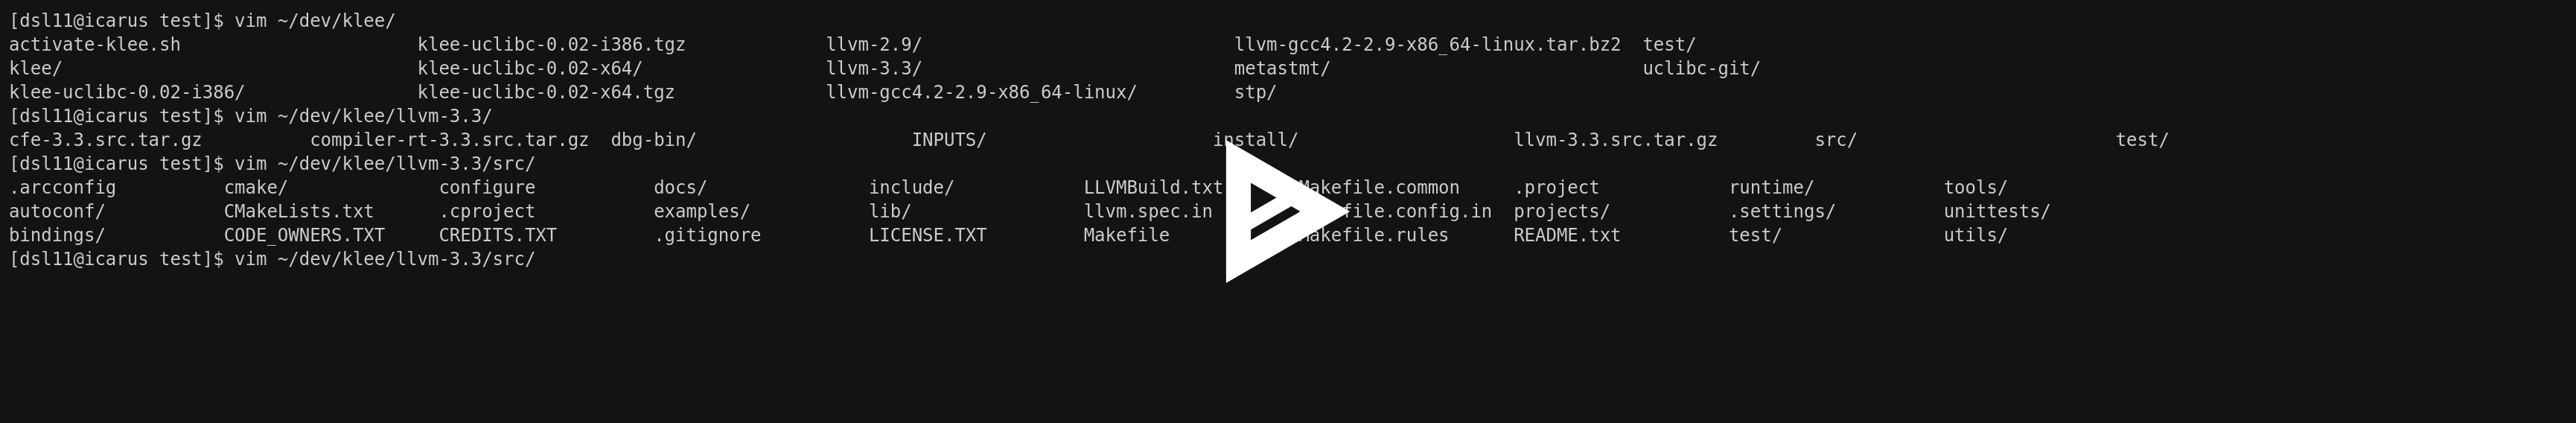 [dsl11@icarus test]$ vim ~/dev/klee/
activate-klee.sh klee-uclibc-0.02-i386.tgz llvm-2.9/ llvm-gcc4.2-2.9-x86_64-linux.tar.bz2 test/
klee/ klee-uclibc-0.02-x64/ llvm-3.3/ metastmt/ uclibc-git/
klee-uclibc-0.02-i386/ klee-uclibc-0.02-x64.tgz llvm-gcc4.2-2.9-x86_64-linux/ stp/
[dsl11@icarus test]$ vim ~/dev/klee/llvm-3.3/
cfe-3.3.src.tar.gz compiler-rt-3.3.src.tar.gz dbg-bin/ INPUTS/ install/ llvm-3.3.src.tar.gz src/ test/
[dsl11@icarus test]$ vim ~/dev/klee/llvm-3.3/src/
.arcconfig cmake/ configure docs/ include/ LLVMBuild.txt Makefile.common .project runtime/ tools/
autoconf/ CMakeLists.txt .cproject examples/ lib/ llvm.spec.in Makefile.config.in projects/ .settings/ unittests/
bindings/ CODE_OWNERS.TXT CREDITS.TXT .gitignore LICENSE.TXT Makefile Makefile.rules README.txt test/ utils/
[dsl11@icarus test]$ vim ~/dev/klee/llvm-3.3/src/